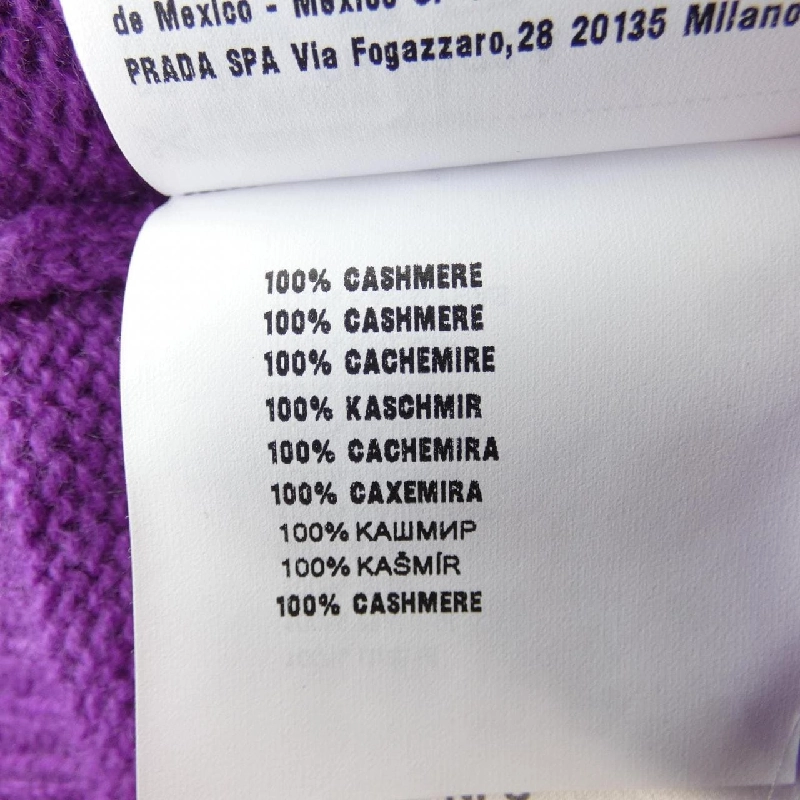 de Mexico - Mexico
PRADA SPA Via Fogazzaro,28 20135 Milano
100% CASHMERE
100% CASHMERE
100% CACHEMIRE
100% KASCHMIR
100% CACHEMIRA
100% CAXEMIRA
100% КАШМИР
100% KAŠMÍR
100% CASHMERE